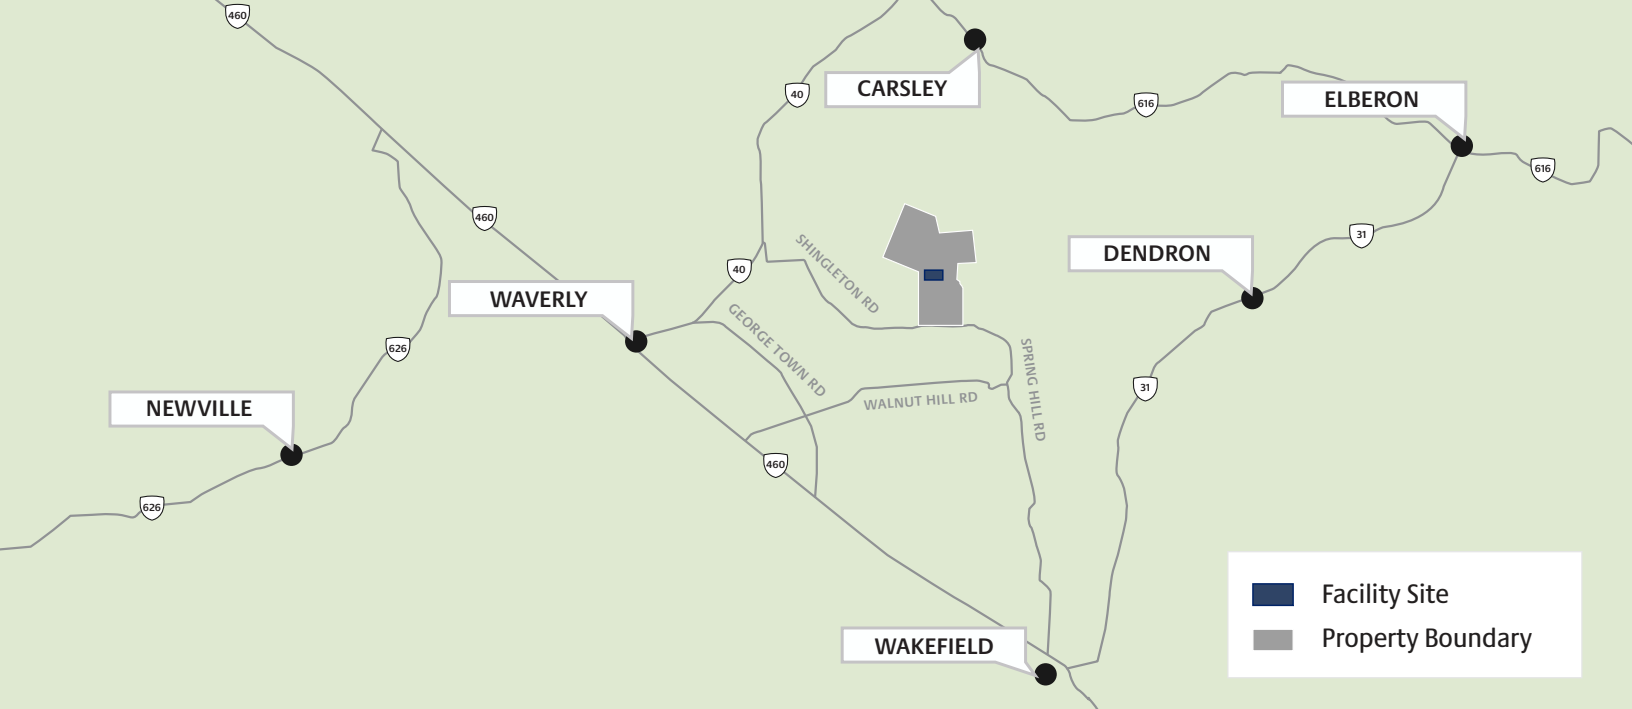 460
40
CARSLEY
616
ELBERON
616
460
31
SHINGLETON RD
DENDRON
40
WAVERLY
GEORGE TOWN RD
626
SPRING HILL RD
31
WALNUT HILL RD
NEWVILLE
460
626
Facility Site
Property Boundary
WAKEFIELD